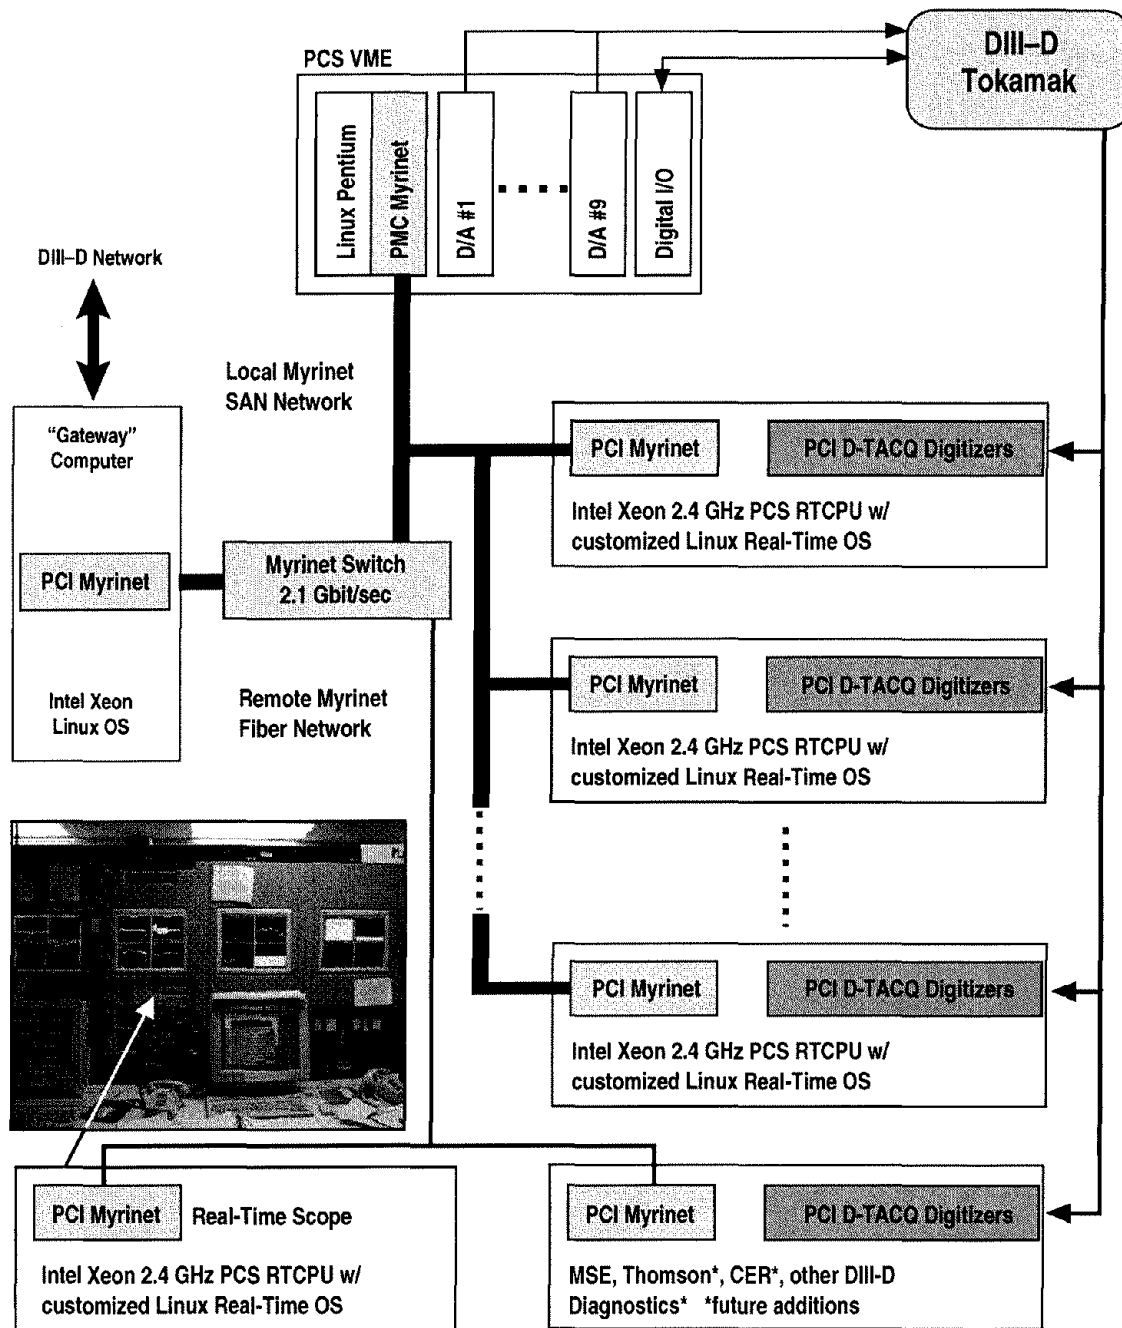 DIII–D
Tokamak
PCS VME
Linux Pentium
PMC Myrinet
D/A #1
D/A #9
Digital I/O
DIII–D Network
Local Myrinet
SAN Network
"Gateway"
Computer
PCI Myrinet
Intel Xeon
Linux OS
Myrinet Switch
2.1 Gbit/sec
Remote Myrinet
Fiber Network
PCI Myrinet
PCI D-TACQ Digitizers
Intel Xeon 2.4 GHz PCS RTCPU w/
customized Linux Real-Time OS
PCI Myrinet
PCI D-TACQ Digitizers
Intel Xeon 2.4 GHz PCS RTCPU w/
customized Linux Real-Time OS
PCI Myrinet
PCI D-TACQ Digitizers
Intel Xeon 2.4 GHz PCS RTCPU w/
customized Linux Real-Time OS
PCI Myrinet
Real-Time Scope
Intel Xeon 2.4 GHz PCS RTCPU w/
customized Linux Real-Time OS
PCI Myrinet
PCI D-TACQ Digitizers
MSE, Thomson*, CER*, other DIII-D
Diagnostics* *future additions